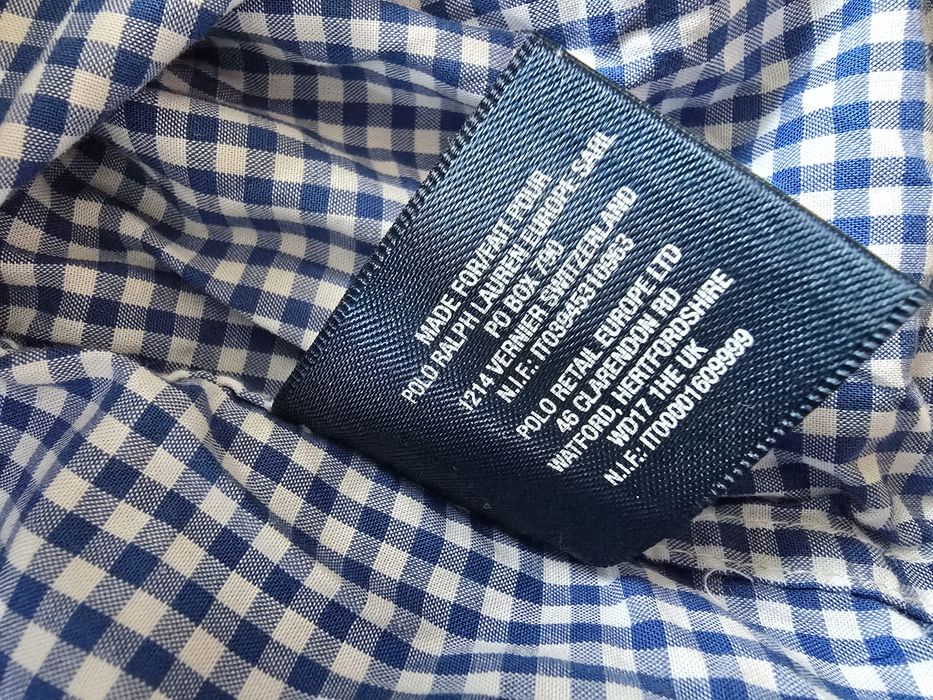 MADE FOR/FAIT POUR
POLO RALPH LAUREN EUROPE SARL
PO BOX 790
1214 VERNIER SWITZERLAND
N.I.F.: IT03845310963
POLO RETAIL EUROPE LTD
46 CLARENDON RD
WATFORD, HERTFORDSHIRE
WD17 1HE UK
N.I.F.: IT00001609999